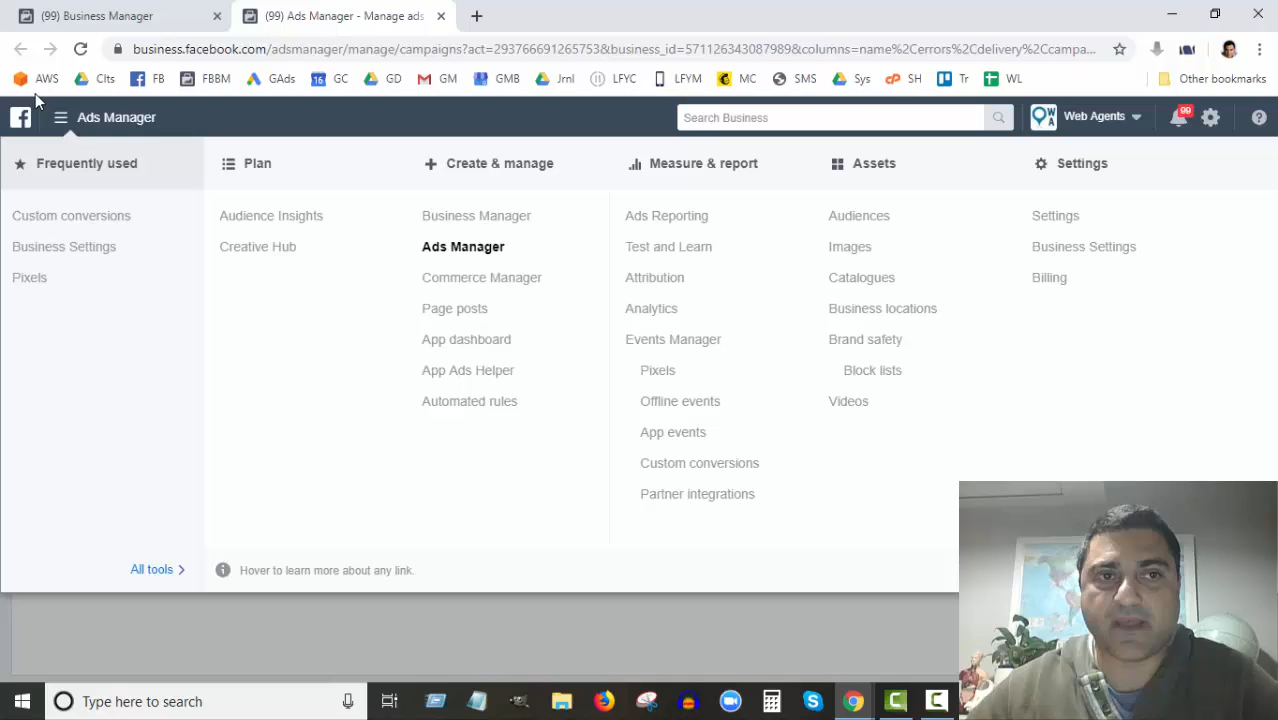 (99) Business Manager
(99) Ads Manager - Manage ads
business.facebook.com/adsmanager/manage/campaigns?act=293766691265753&business_id=571126343087989&columns=name%2Cerrors%2Cdelivery%2Ccampa...
AWS Clts FB FBBM GAds GC GD GM GMB Jrnl LFYC LFYM MC SMS Sys SH Tr WL Other bookmarks
Ads Manager
Search Business
Web Agents
99
Frequently used
Custom conversions
Business Settings
Pixels
All tools
Plan
Audience Insights
Creative Hub
Create & manage
Business Manager
Ads Manager
Commerce Manager
Page posts
App dashboard
App Ads Helper
Automated rules
Measure & report
Ads Reporting
Test and Learn
Attribution
Analytics
Events Manager
Pixels
Offline events
App events
Custom conversions
Partner integrations
Assets
Audiences
Images
Catalogues
Business locations
Brand safety
Block lists
Videos
Settings
Settings
Business Settings
Billing
Hover to learn more about any link.
Type here to search